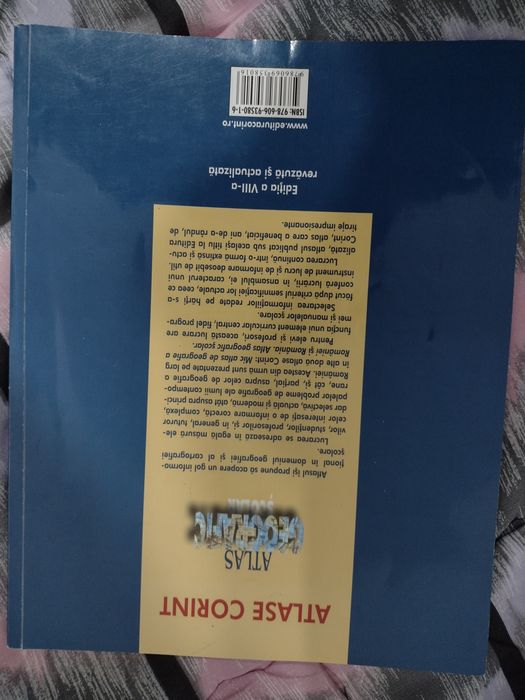 ATLASE CORINT
ATLAS
GEOGRAFIC
ȘCOLAR
Atlasul își propune să acopere un gol informa-
țional în domeniul geografiei și al cartografiei
școlare.
Lucrarea se adresează în egală măsură ele-
vilor, studenților, profesorilor și, în general, tuturor
celor interesați de o informare corectă, complexă,
dar selectivă, actuală și modernă, atât asupra princi-
palelor probleme de geografie ale lumii contempo-
rane, cât și, parțial, asupra celor de geografie a
României. Acestea din urmă sunt prezentate pe larg
în alte două atlase Corint: Mic atlas de geografie a
României și România. Atlas geografic școlar.
Pentru elevi și profesori, această lucrare are
funcția unui element curricular central, fidel progra-
mei și manualelor școlare.
Selectarea informațiilor redate pe hărți s-a
făcut după criteriul semnificației lor actuale, ceea ce
conferă lucrării, în ansamblul ei, caracterul unui
instrument de lucru și de informare deosebit de util.
Lucrarea continuă, într-o formă extinsă și actu-
alizată, atlasul publicat sub același titlu la Editura
Corint, atlas care a beneficiat, ani de-a rândul, de
tiraje impresionante.
Ediția a VIII-a
revăzută și actualizată
www.edituracorint.ro
ISBN: 978-606-93580-1-6
9786069358016